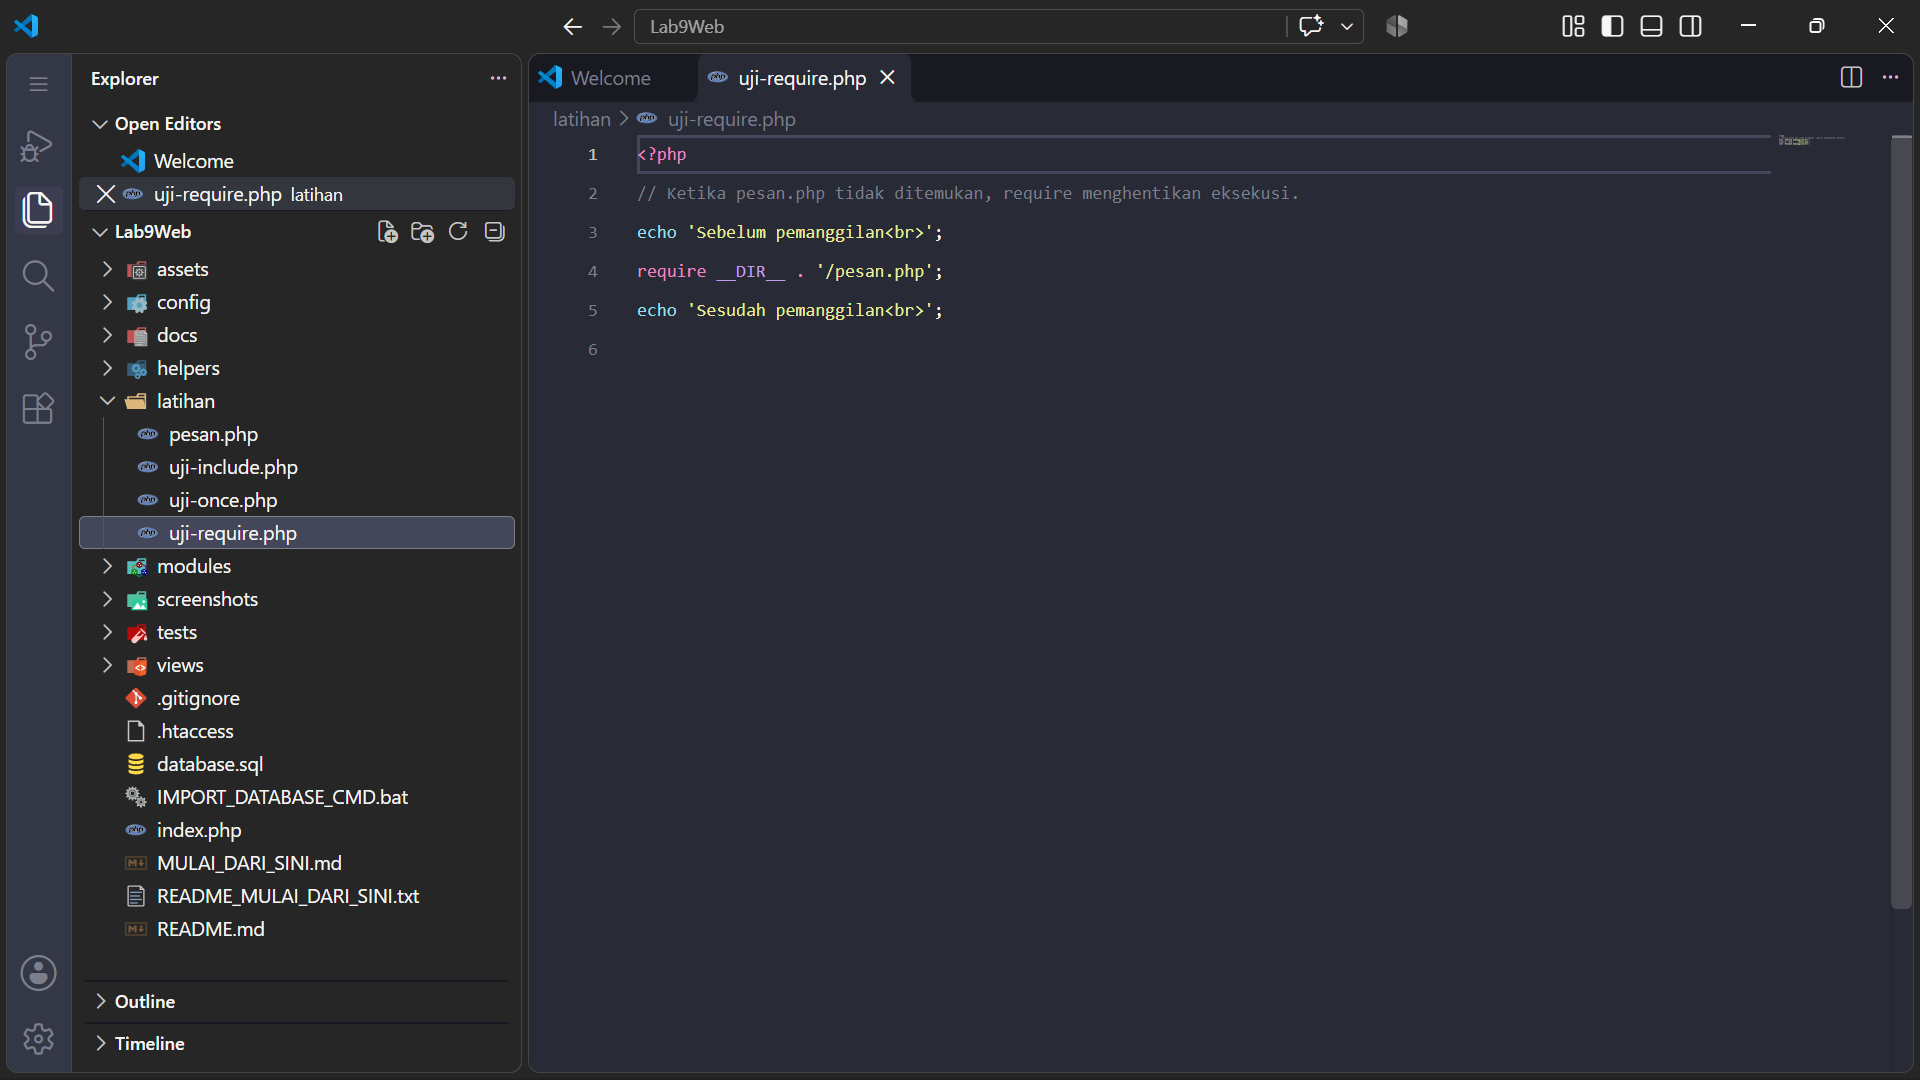 Lab9Web
Explorer
Open Editors
Welcome
uji-require.php latihan
Lab9Web
assets
config
docs
helpers
latihan
pesan.php
uji-include.php
uji-once.php
uji-require.php
modules
screenshots
tests
views
.gitignore
.htaccess
database.sql
IMPORT_DATABASE_CMD.bat
index.php
MULAI_DARI_SINI.md
README_MULAI_DARI_SINI.txt
README.md
Outline
Timeline
Welcome
uji-require.php
latihan > uji-require.php
1 <?php
2 // Ketika pesan.php tidak ditemukan, require menghentikan eksekusi.
3 echo 'Sebelum pemanggilan<br>';
4 require __DIR__ . '/pesan.php';
5 echo 'Sesudah pemanggilan<br>';
6